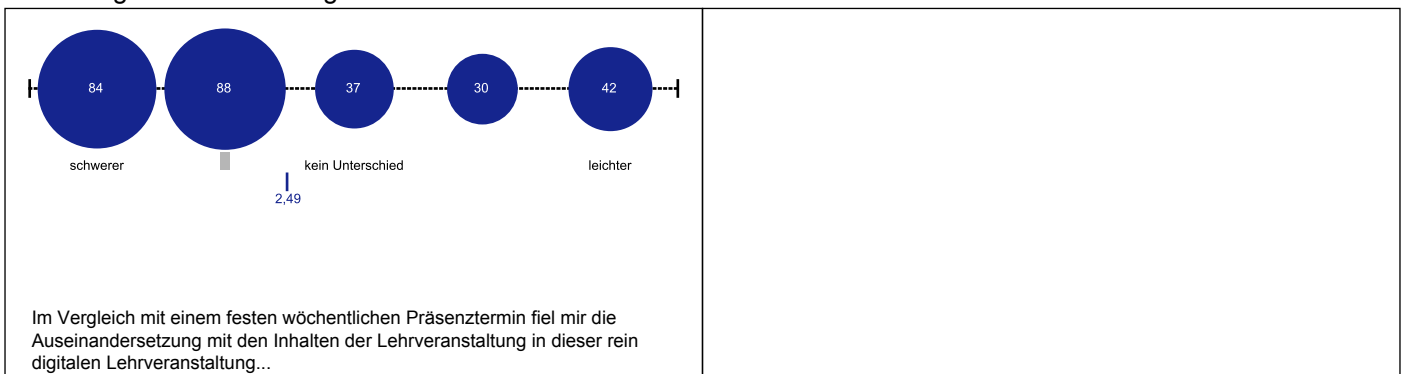 84 88 37 30 42
schwerer kein Unterschied leichter
2,49
Im Vergleich mit einem festen wöchentlichen Präsenztermin fiel mir die
Auseinandersetzung mit den Inhalten der Lehrveranstaltung in dieser rein
digitalen Lehrveranstaltung...